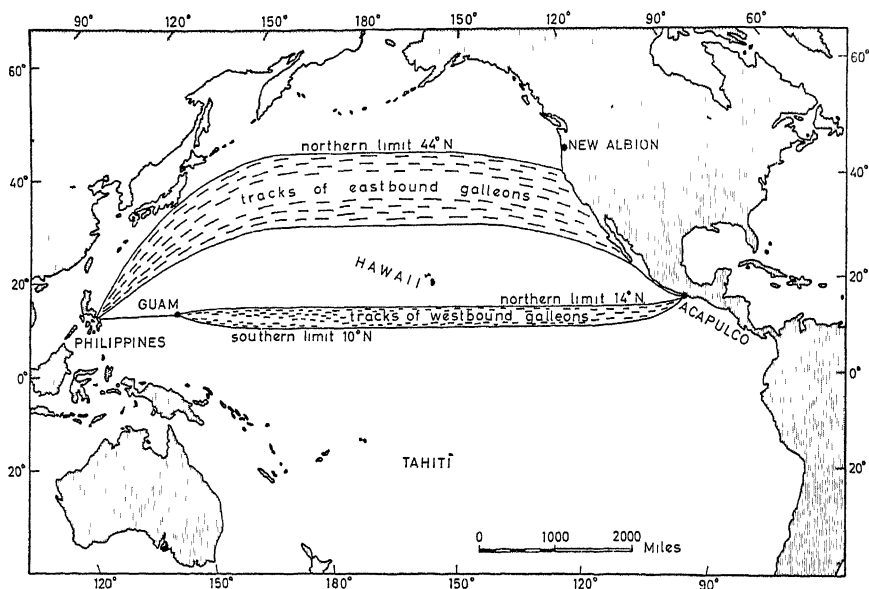 90° 120° 150° 180° 150° 120° 90° 80° 60°
60° 60°
northern limit 44°N
NEW ALBION
40° 40°
tracks of eastbound galleons
HAWAII
20° 20°
GUAM
northern limit 14°N
tracks of westbound galleons
ACAPULCO
southern limit 10°N
PHILIPPINES
0° 0°
TAHITI
20° 20°
0 1000 2000 Miles
120° 150° 180° 150° 120° 90°